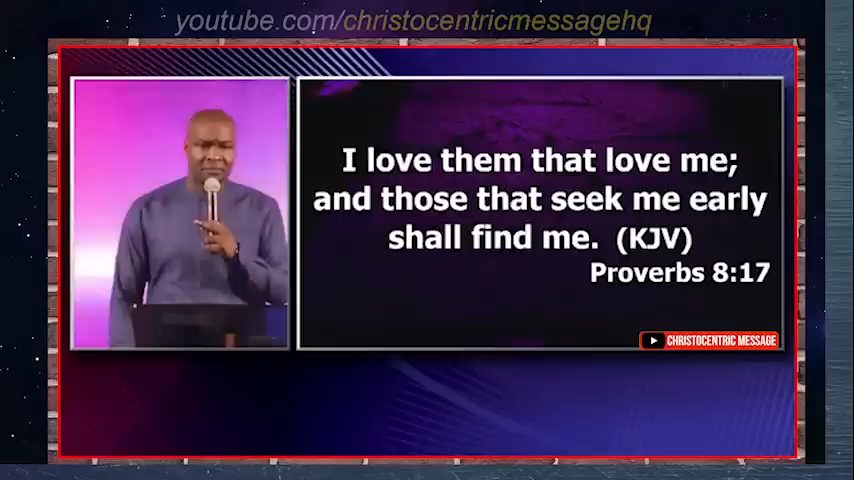 youtube.com/christocentricmessagehq
I love them that love me;
and those that seek me early
shall find me. (KJV)
Proverbs 8:17
CHRISTOCENTRIC MESSAGE